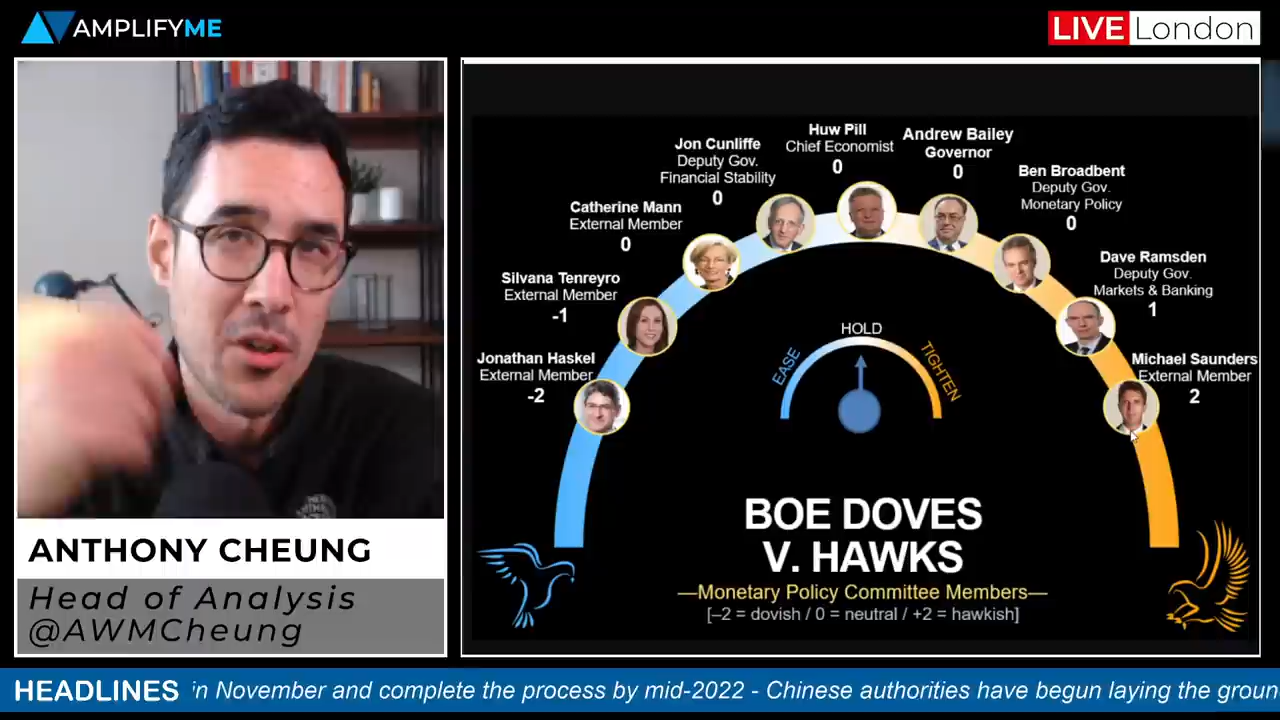 AMPLIFYME
LIVE London
Jon Cunliffe
Deputy Gov.
Financial Stability
0
Huw Pill
Chief Economist
0
Andrew Bailey
Governor
0
Ben Broadbent
Deputy Gov.
Monetary Policy
0
Catherine Mann
External Member
0
Dave Ramsden
Deputy Gov.
Markets & Banking
1
Silvana Tenreyro
External Member
-1
Jonathan Haskel
External Member
-2
Michael Saunders
External Member
2
HOLD
EASE
TIGHTEN
BOE DOVES
V. HAWKS
—Monetary Policy Committee Members—
[–2 = dovish / 0 = neutral / +2 = hawkish]
ANTHONY CHEUNG
Head of Analysis
@AWMCheung
HEADLINES in November and complete the process by mid-2022 - Chinese authorities have begun laying the groun